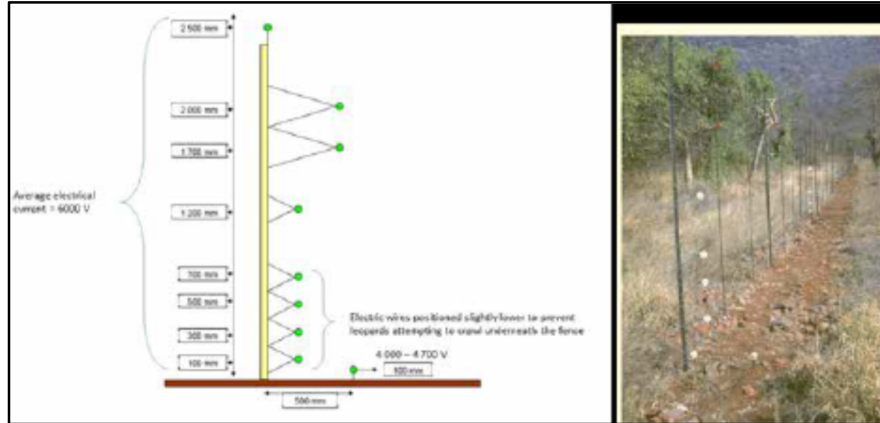 2 500 mm
2 000 mm
1 700 mm
Average electrical
current = 6000 V
1 200 mm
700 mm
500 mm
Electric wires positioned slightly lower to prevent
leopards attempting to crawl underneath the fence
300 mm
100 mm
4 000 – 4 700 V
100 mm
500 mm